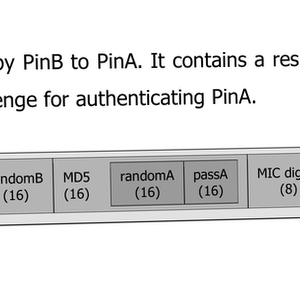 by PinB to PinA. It contains a res
enge for authenticating PinA.
ndomB MD5 randomA passA MIC dig
(16) (16) (16) (16) (8)